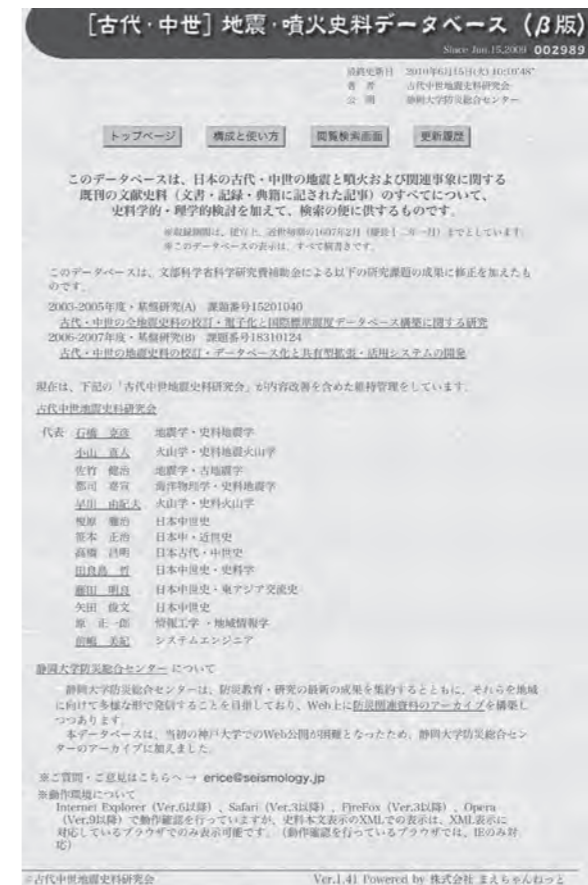 [古代·中世] 地震·噴火史料データベース (β版)
Since Jan.15,2009 002989
最終更新日 2010年6月15日(火) 10:10'48"
著 者 古代中世地震史料研究会
公 開 静岡大学防災総合センター
トップページ 構成と使い方 閲覧検索画面 更新履歴
このデータベースは、日本の古代・中世の地震と噴火および関連事象に関する
既刊の文献史料（文書・記録・典籍に記された記事）のすべてについて、
史料学的・理学的検討を加えて、検索の便に供するものです。
※収録期間は、便宜上、近世初期の1607年2月（慶長十二年一月）までとしています。
※このデータベースの表示は、すべて横書きです。
このデータベースは、文部科学省科学研究費補助金による以下の研究課題の成果に修正を加えたも
のです。
2003-2005年度・基盤研究(A) 課題番号15201040
古代・中世の全地震史料の校訂・電子化と国際標準震度データベース構築に関する研究
2006-2007年度・基盤研究(B) 課題番号18310124
古代・中世の地震史料の校訂・データベース化と共有型拡張・活用システムの開発
現在は、下記の「古代中世地震史料研究会」が内容改善を含めた維持管理をしています。
古代中世地震史料研究会
代表 石橋 克彦 地震学・史料地震学
小山 真人 火山学・史料地震火山学
佐竹 健治 地震学・古地震学
都司 嘉宣 海洋物理学・史料地震学
早川 由紀夫 火山学・史料火山学
榎原 雅治 日本中世史
笹本 正治 日本中・近世史
高橋 昌明 日本古代・中世史
田良島 哲 日本中世史・史料学
藤田 明良 日本中世史・東アジア交流史
矢田 俊文 日本中世史
原 正一郎 情報工学・地域情報学
前嶋 美紀 システムエンジニア
静岡大学防災総合センター について
静岡大学防災総合センターは、防災教育・研究の最新の成果を集約するとともに、それらを地域
に向けて多様な形で発信することを目指しており、Web上に防災関連資料のアーカイブを構築し
つつあります。
本データベースは、当初の神戸大学でのWeb公開が困難となったため、静岡大学防災総合セン
ターのアーカイブに加えました。
※ご質問・ご意見はこちらへ → erice@seismology.jp
※動作環境について
Internet Explorer (Ver.6以降) 、Safari (Ver.3以降) 、FireFox (Ver.3以降) 、Opera
(Ver.9以降) で動作確認を行っていますが、史料本文表示のXMLでの表示は、XML表示に
対応しているブラウザでのみ表示可能です。（動作確認を行っているブラウザでは、IEのみ対
応）
©古代中世地震史料研究会 Ver.1.41 Powered by 株式会社 まえちゃんねっと